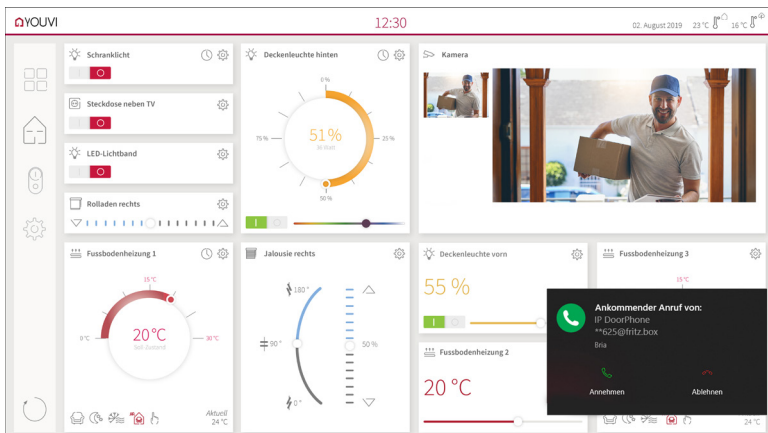 YOUVI
12:30
02. August 2019 23 °C 16 °C
Schranklicht
Steckdose neben TV
LED-Lichtband
Rolladen rechts
Deckenleuchte hinten
0%
75%
51%
25%
50%
Kamera
Fussbodenheizung 1
15 °C
0 °C
20 °C
Soll Zustand
30 °C
Aktuell
24 °C
Jalousie rechts
180°
90°
50 %
0°
Deckenleuchte vorn
55 %
Fussbodenheizung 2
20 °C
Fussbodenheizung 3
15 °C
24 °C
Ankommender Anruf von:
IP DoorPhone
**625@fritz.box
Bria
Annehmen
Ablehnen